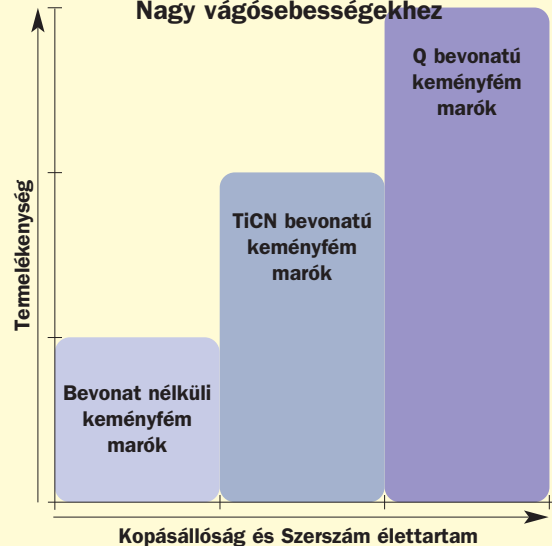 Nagy vágósebességekhez
Q bevonatú
keményfém
marók
TiCN bevonatú
keményfém
marók
Bevonat nélküli
keményfém
marók
Termelékenység
Kopásállóság és Szerszám élettartam